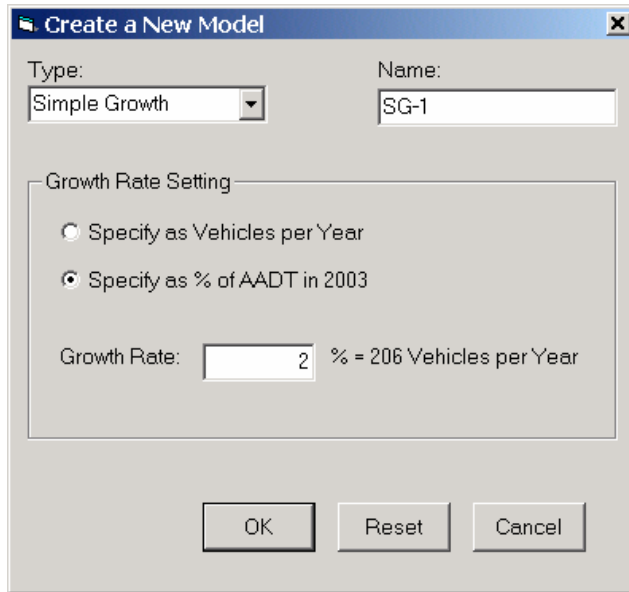 Create a New Model
Type:
Name:
Simple Growth
SG-1
Growth Rate Setting
Specify as Vehicles per Year
Specify as % of AADT in 2003
Growth Rate: 2 % = 206 Vehicles per Year
OK Reset Cancel